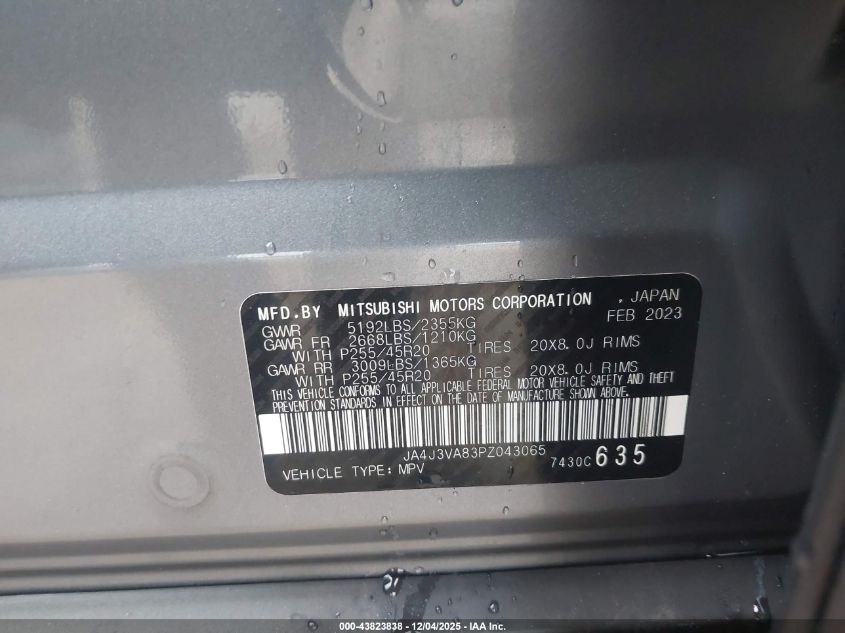 MFD.BY MITSUBISHI MOTORS CORPORATION , JAPAN
GVWR 5192LBS/2355KG FEB 2023
GAWR FR 2668LBS/1210KG
WITH P255/45R20 TIRES 20X8.0J RIMS
GAWR RR 3009LBS/1365KG
WITH P255/45R20 TIRES 20X8.0J RIMS
THIS VEHICLE CONFORMS TO ALL APPLICABLE FEDERAL MOTOR VEHICLE SAFETY AND THEFT
PREVENTION STANDARDS IN EFFECT ON THE DATE OF MANUFACTURE SHOWN ABOVE.
JA4J3VA83PZ043065 7430C 635
VEHICLE TYPE: MPV
000-43823838 - 12/04/2025 - IAA, Inc.